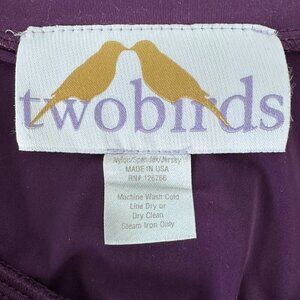 twobirds
Nylon/Spandex/Jersey
MADE IN USA
RN# 126766
Machine Wash Cold
Line Dry or
Dry Clean
Steam Iron Only